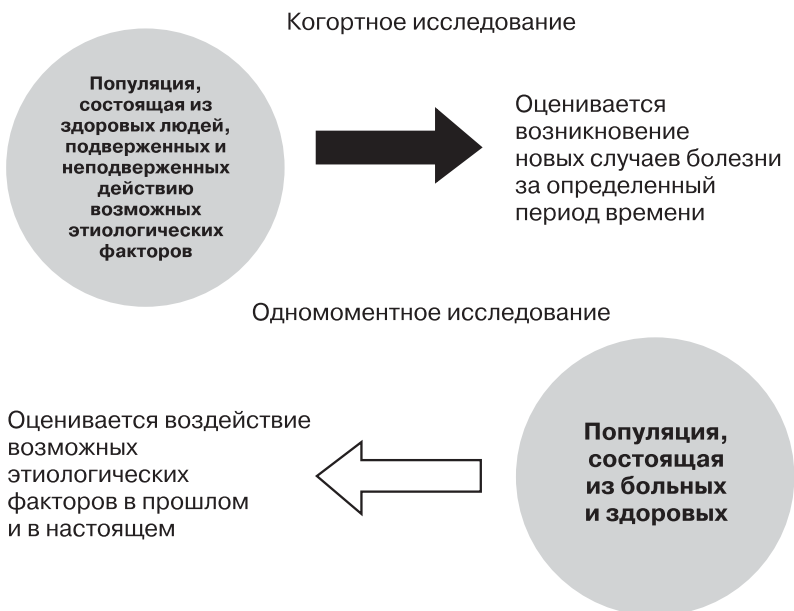 Когортное исследование
Популяция,
состоящая из
здоровых людей,
подверженных и
неподверженных
действию
возможных
этиологических
факторов
Оценивается
возникновение
новых случаев болезни
за определенный
период времени
Одномоментное исследование
Оценивается воздействие
возможных
этиологических
факторов в прошлом
и в настоящем
Популяция,
состоящая
из больных
и здоровых